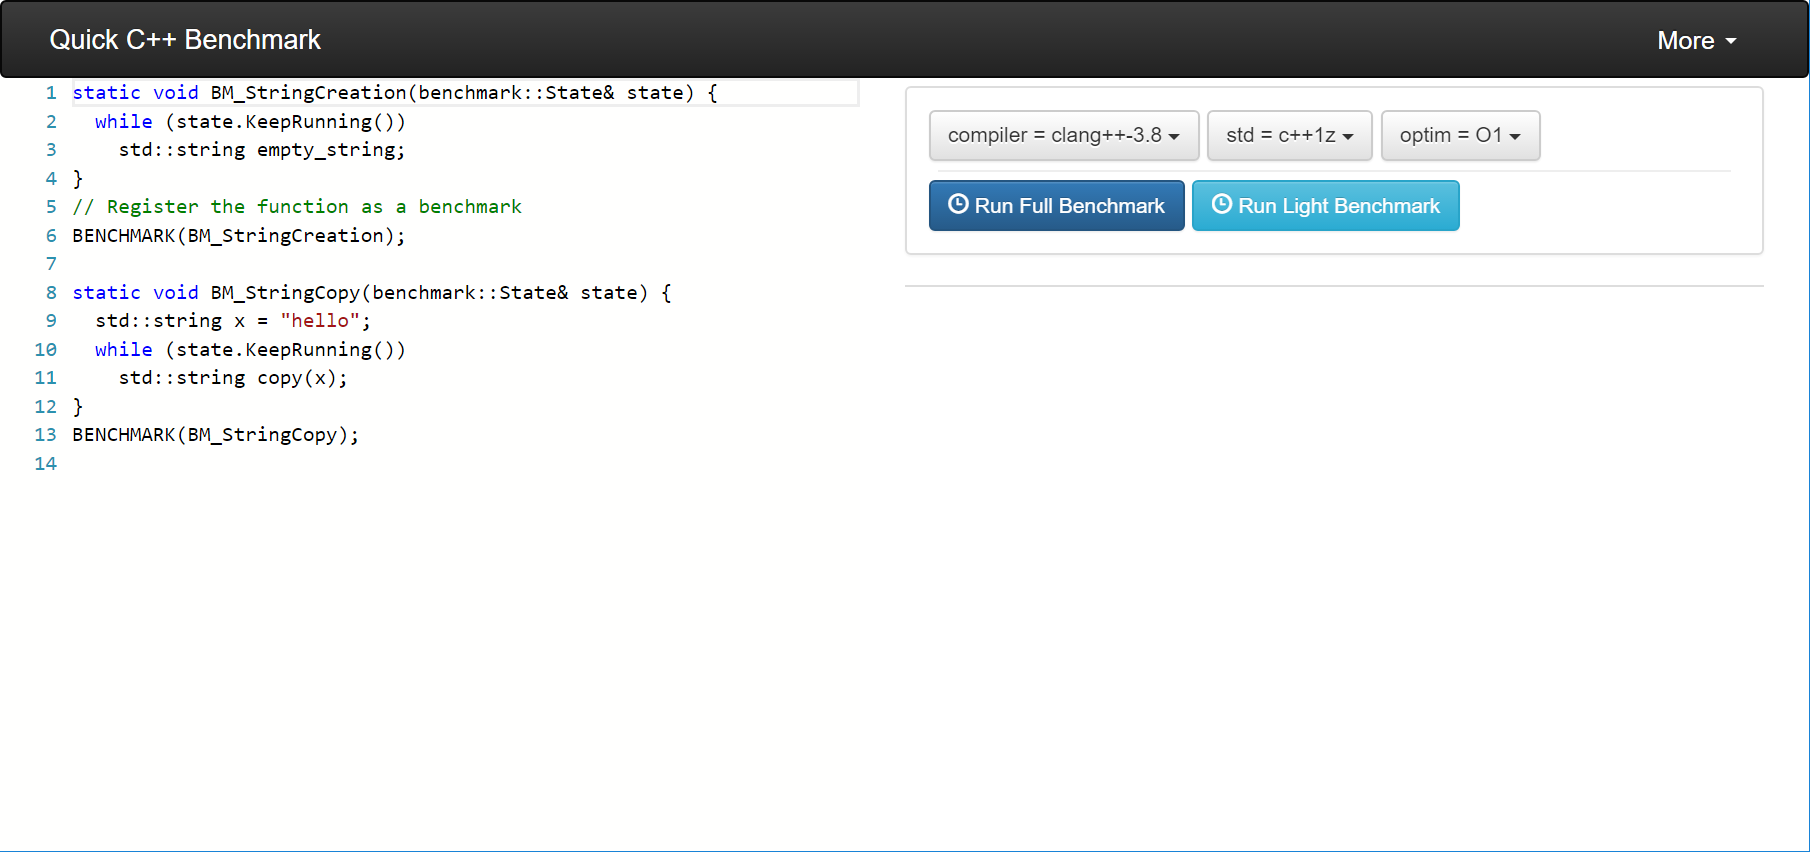 Quick C++ Benchmark
More
1 static void BM_StringCreation(benchmark::State& state) {
2   while (state.KeepRunning())
3     std::string empty_string;
4 }
5 // Register the function as a benchmark
6 BENCHMARK(BM_StringCreation);
7
8 static void BM_StringCopy(benchmark::State& state) {
9   std::string x = "hello";
10   while (state.KeepRunning())
11     std::string copy(x);
12 }
13 BENCHMARK(BM_StringCopy);
14
compiler = clang++-3.8
std = c++1z
optim = O1
Run Full Benchmark
Run Light Benchmark